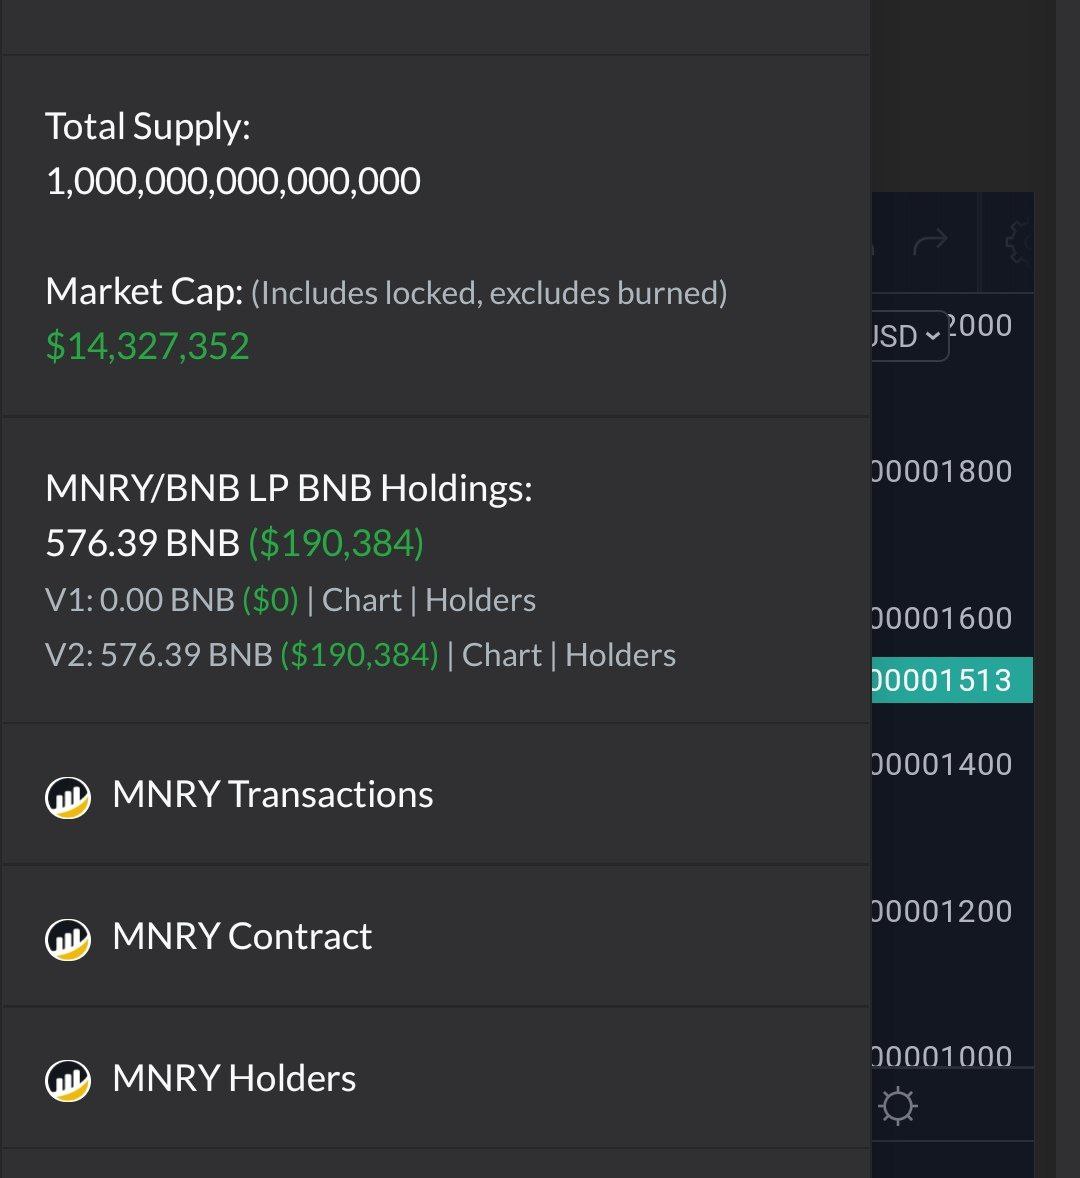 Total Supply:
1,000,000,000,000,000
Market Cap: (Includes locked, excludes burned)
$14,327,352
MNRY/BNB LP BNB Holdings:
576.39 BNB ($190,384)
V1: 0.00 BNB ($0) | Chart | Holders
V2: 576.39 BNB ($190,384) | Chart | Holders
MNRY Transactions
MNRY Contract
MNRY Holders
USD
2000
00001800
00001600
00001513
00001400
00001200
00001000